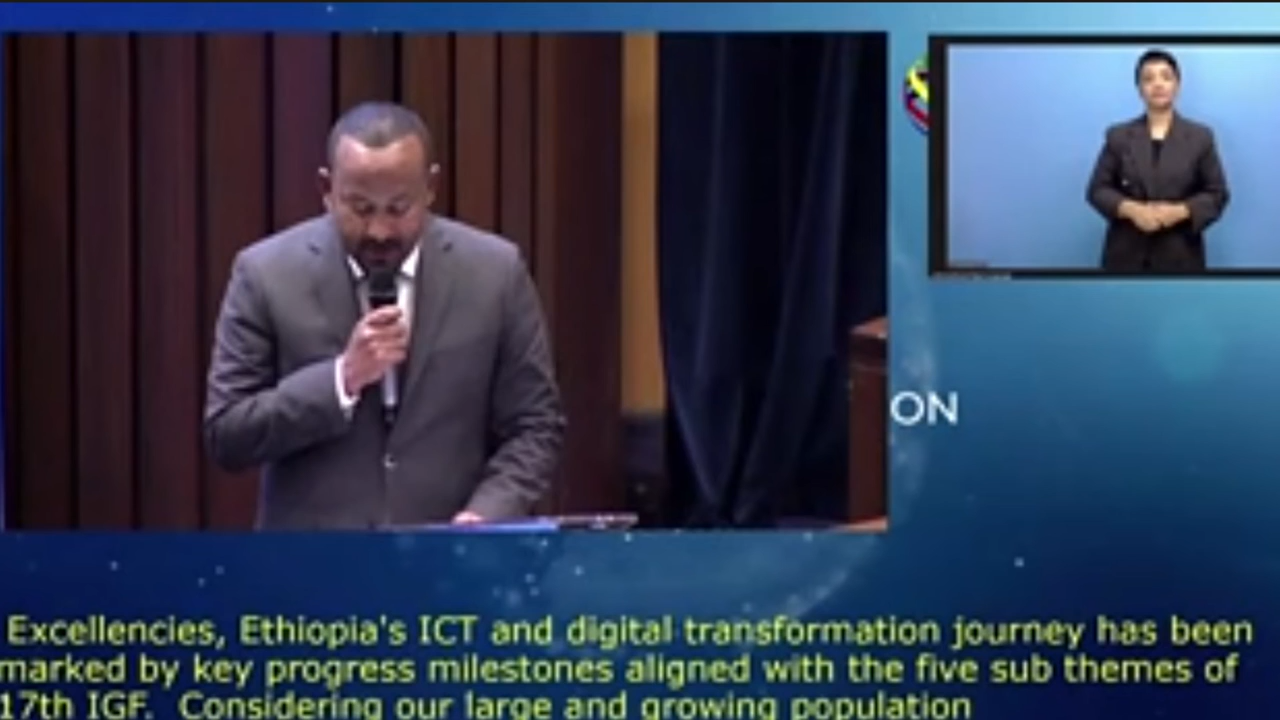 ON
Excellencies, Ethiopia's ICT and digital transformation journey has been
marked by key progress milestones aligned with the five sub themes of
17th IGF. Considering our large and growing population